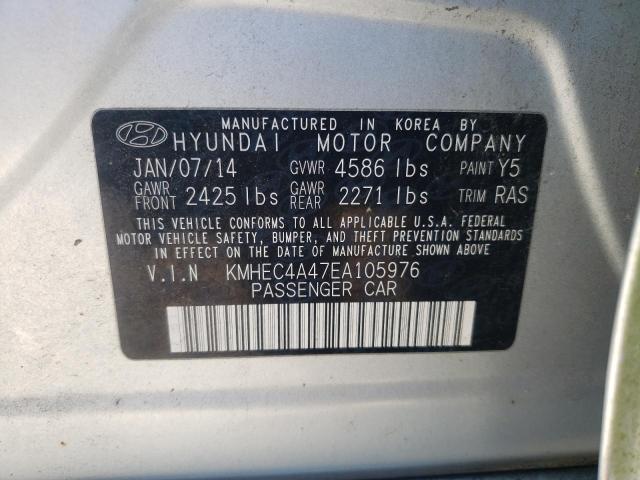 MANUFACTURED IN KOREA BY
HYUNDAI MOTOR COMPANY
JAN/07/14 GVWR 4586 lbs PAINT Y5
GAWR FRONT 2425 lbs GAWR REAR 2271 lbs TRIM RAS
THIS VEHICLE CONFORMS TO ALL APPLICABLE U.S.A. FEDERAL
MOTOR VEHICLE SAFETY, BUMPER, AND THEFT PREVENTION STANDARDS
IN EFFECT ON THE DATE OF MANUFACTURE SHOWN ABOVE
V.I.N KMHEC4A47EA105976
PASSENGER CAR